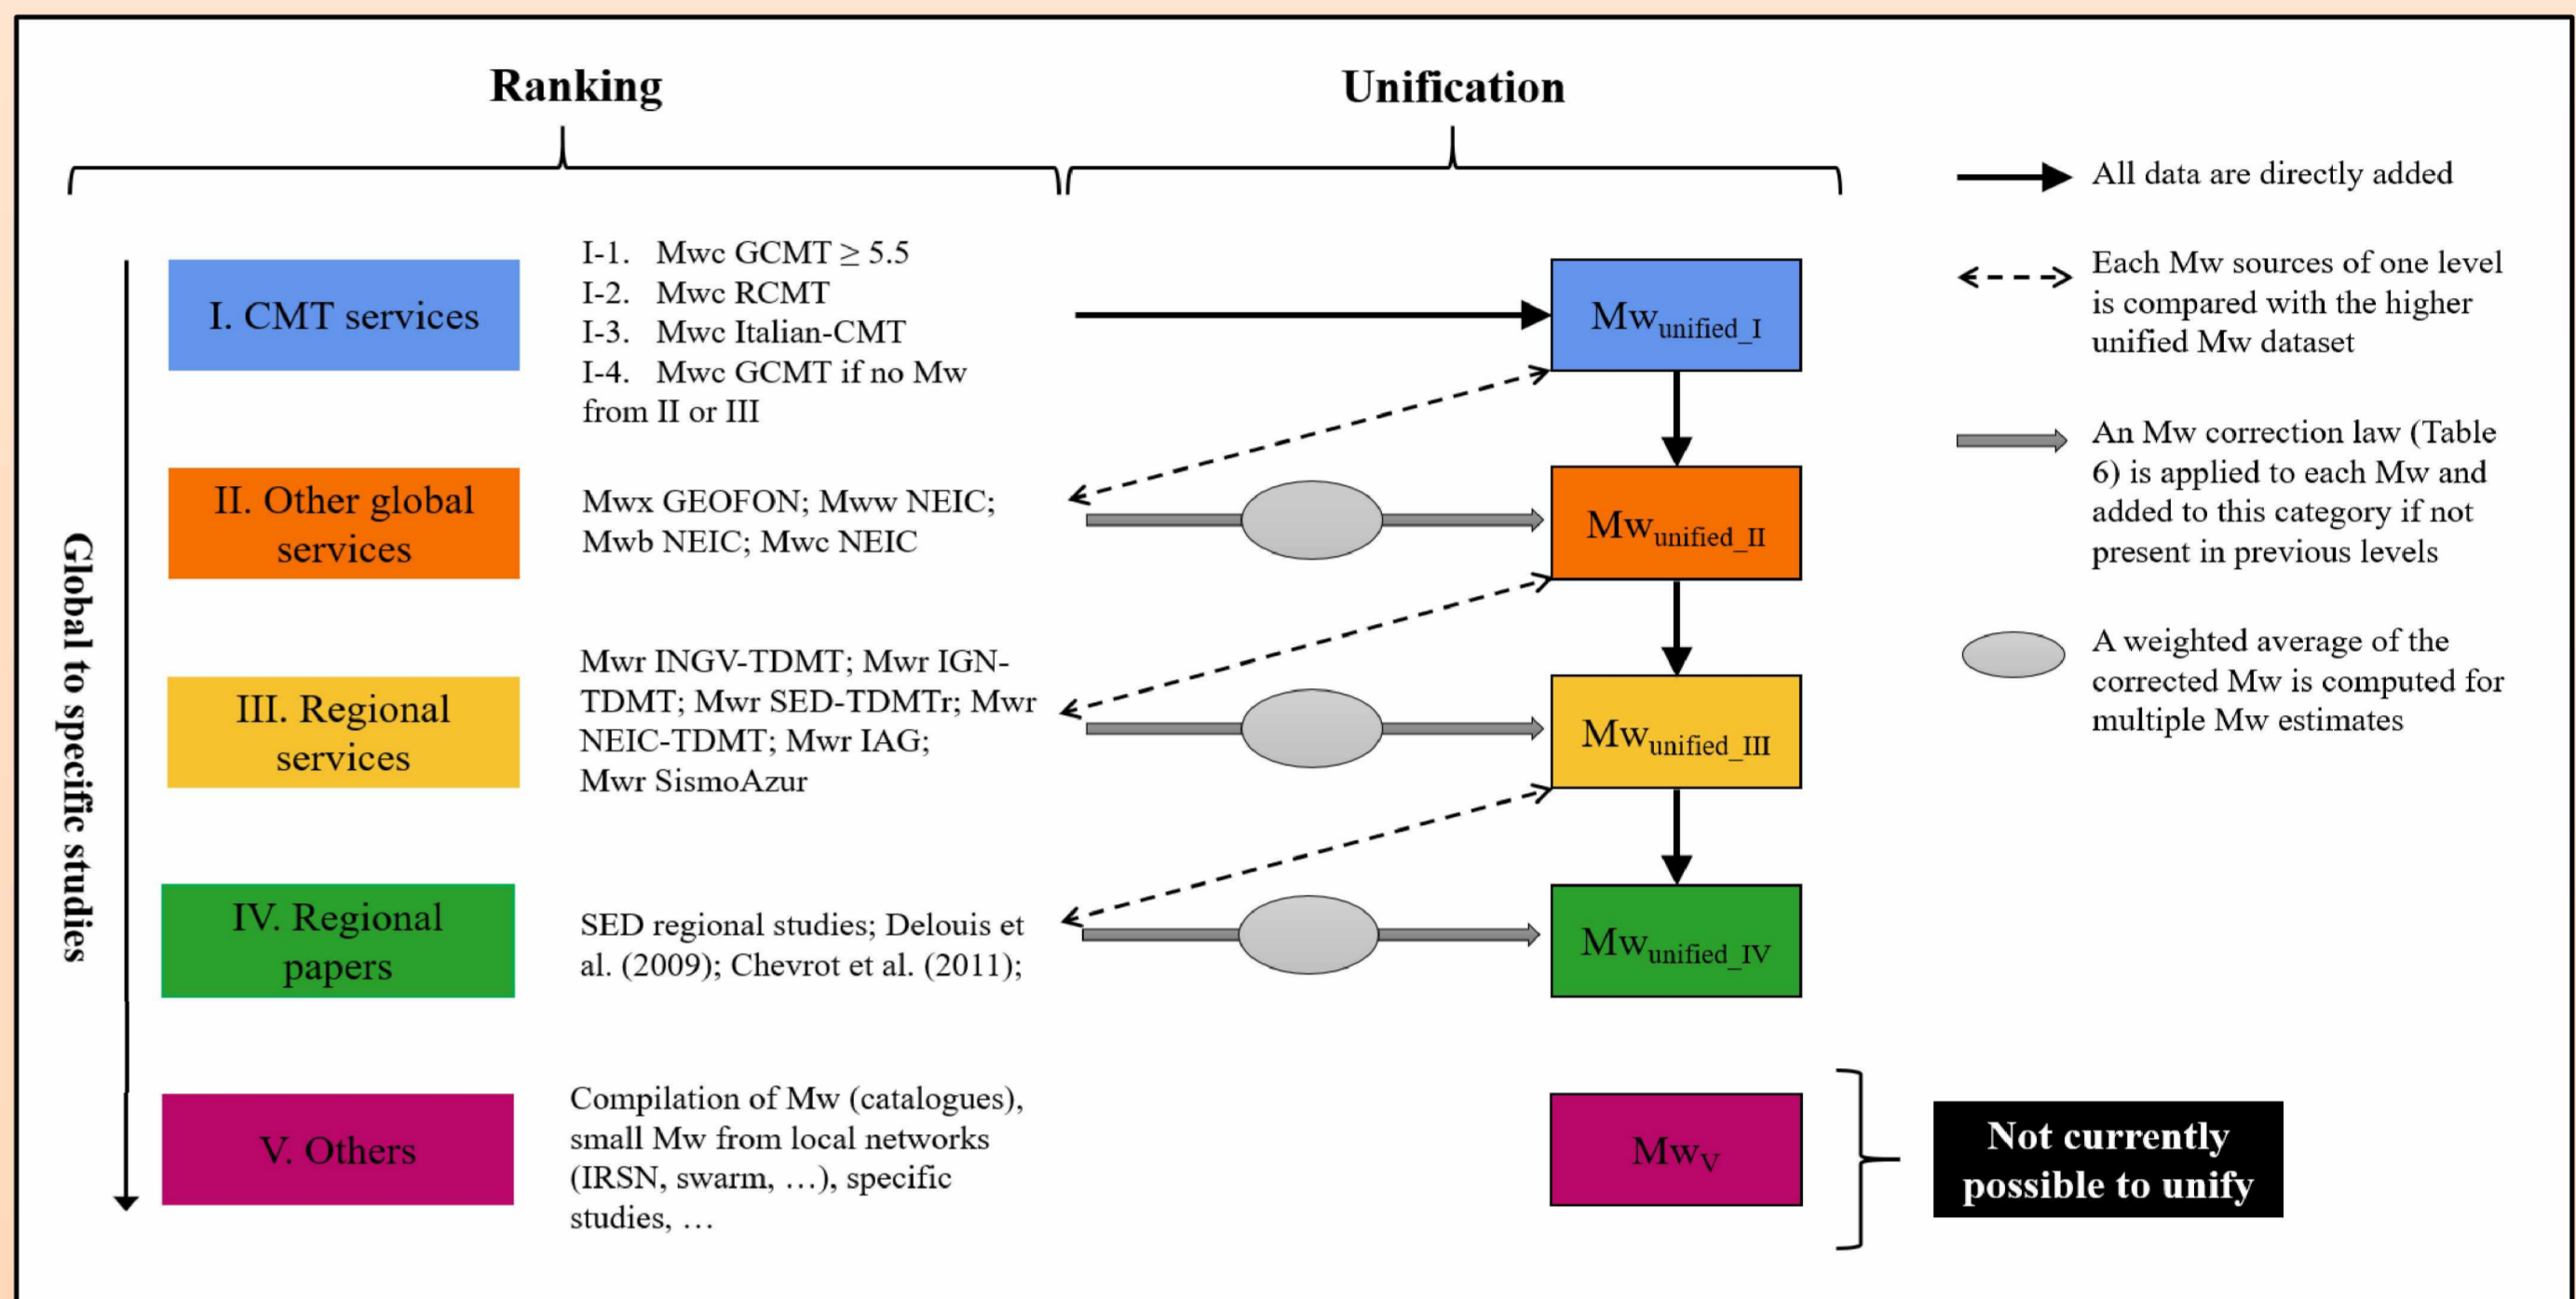 Ranking
Unification
Global to specific studies
I. CMT services
I-1. Mwc GCMT ≥ 5.5
I-2. Mwc RCMT
I-3. Mwc Italian-CMT
I-4. Mwc GCMT if no Mw
from II or III
Mwunified_I
II. Other global
services
Mwx GEOFON; Mww NEIC;
Mwb NEIC; Mwc NEIC
Mwunified_II
III. Regional
services
Mwr INGV-TDMT; Mwr IGN-
TDMT; Mwr SED-TDMTr; Mwr
NEIC-TDMT; Mwr IAG;
Mwr SismoAzur
Mwunified_III
IV. Regional
papers
SED regional studies; Delouis et
al. (2009); Chevrot et al. (2011);
Mwunified_IV
V. Others
Compilation of Mw (catalogues),
small Mw from local networks
(IRSN, swarm, …), specific
studies, …
MwV
Not currently
possible to unify
All data are directly added
Each Mw sources of one level
is compared with the higher
unified Mw dataset
An Mw correction law (Table
6) is applied to each Mw and
added to this category if not
present in previous levels
A weighted average of the
corrected Mw is computed for
multiple Mw estimates